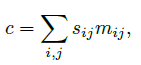 c = \sum_{i,j} s_{ij} m_{ij},